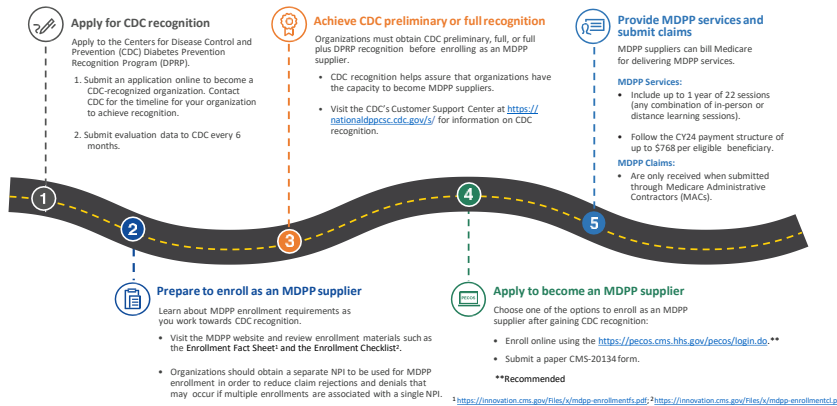 Apply for CDC recognition
Apply to the Centers for Disease Control and
Prevention (CDC) Diabetes Prevention
Recognition Program (DPRP).
1. Submit an application online to become a
CDC-recognized organization. Contact
CDC for the timeline for your organization
to achieve recognition.
2. Submit evaluation data to CDC every 6
months.
Achieve CDC preliminary or full recognition
Organizations must obtain CDC preliminary, full, or full
plus DPRP recognition before enrolling as an MDPP
supplier.
• CDC recognition helps assure that organizations have
the capacity to become MDPP suppliers.
• Visit the CDC's Customer Support Center at https://
nationaldppcsc.cdc.gov/s/ for information on CDC
recognition.
Provide MDPP services and
submit claims
MDPP suppliers can bill Medicare
for delivering MDPP services.
MDPP Services:
• Include up to 1 year of 22 sessions
(any combination of in-person or
distance learning sessions).
• Follow the CY24 payment structure of
up to $768 per eligible beneficiary.
MDPP Claims:
• Are only received when submitted
through Medicare Administrative
Contractors (MACs).
1
2
3
4
5
Prepare to enroll as an MDPP supplier
Learn about MDPP enrollment requirements as
you work towards CDC recognition.
• Visit the MDPP website and review enrollment materials such as
the Enrollment Fact Sheet¹ and the Enrollment Checklist².
• Organizations should obtain a separate NPI to be used for MDPP
enrollment in order to reduce claim rejections and denials that
may occur if multiple enrollments are associated with a single NPI.
PECOS
Apply to become an MDPP supplier
Choose one of the options to enroll as an MDPP
supplier after gaining CDC recognition:
• Enroll online using the https://pecos.cms.hhs.gov/pecos/login.do.**
• Submit a paper CMS-20134 form.
**Recommended
¹ https://innovation.cms.gov/Files/x/mdpp-enrollmentfs.pdf; ² https://innovation.cms.gov/Files/x/mdpp-enrollmentcl.p